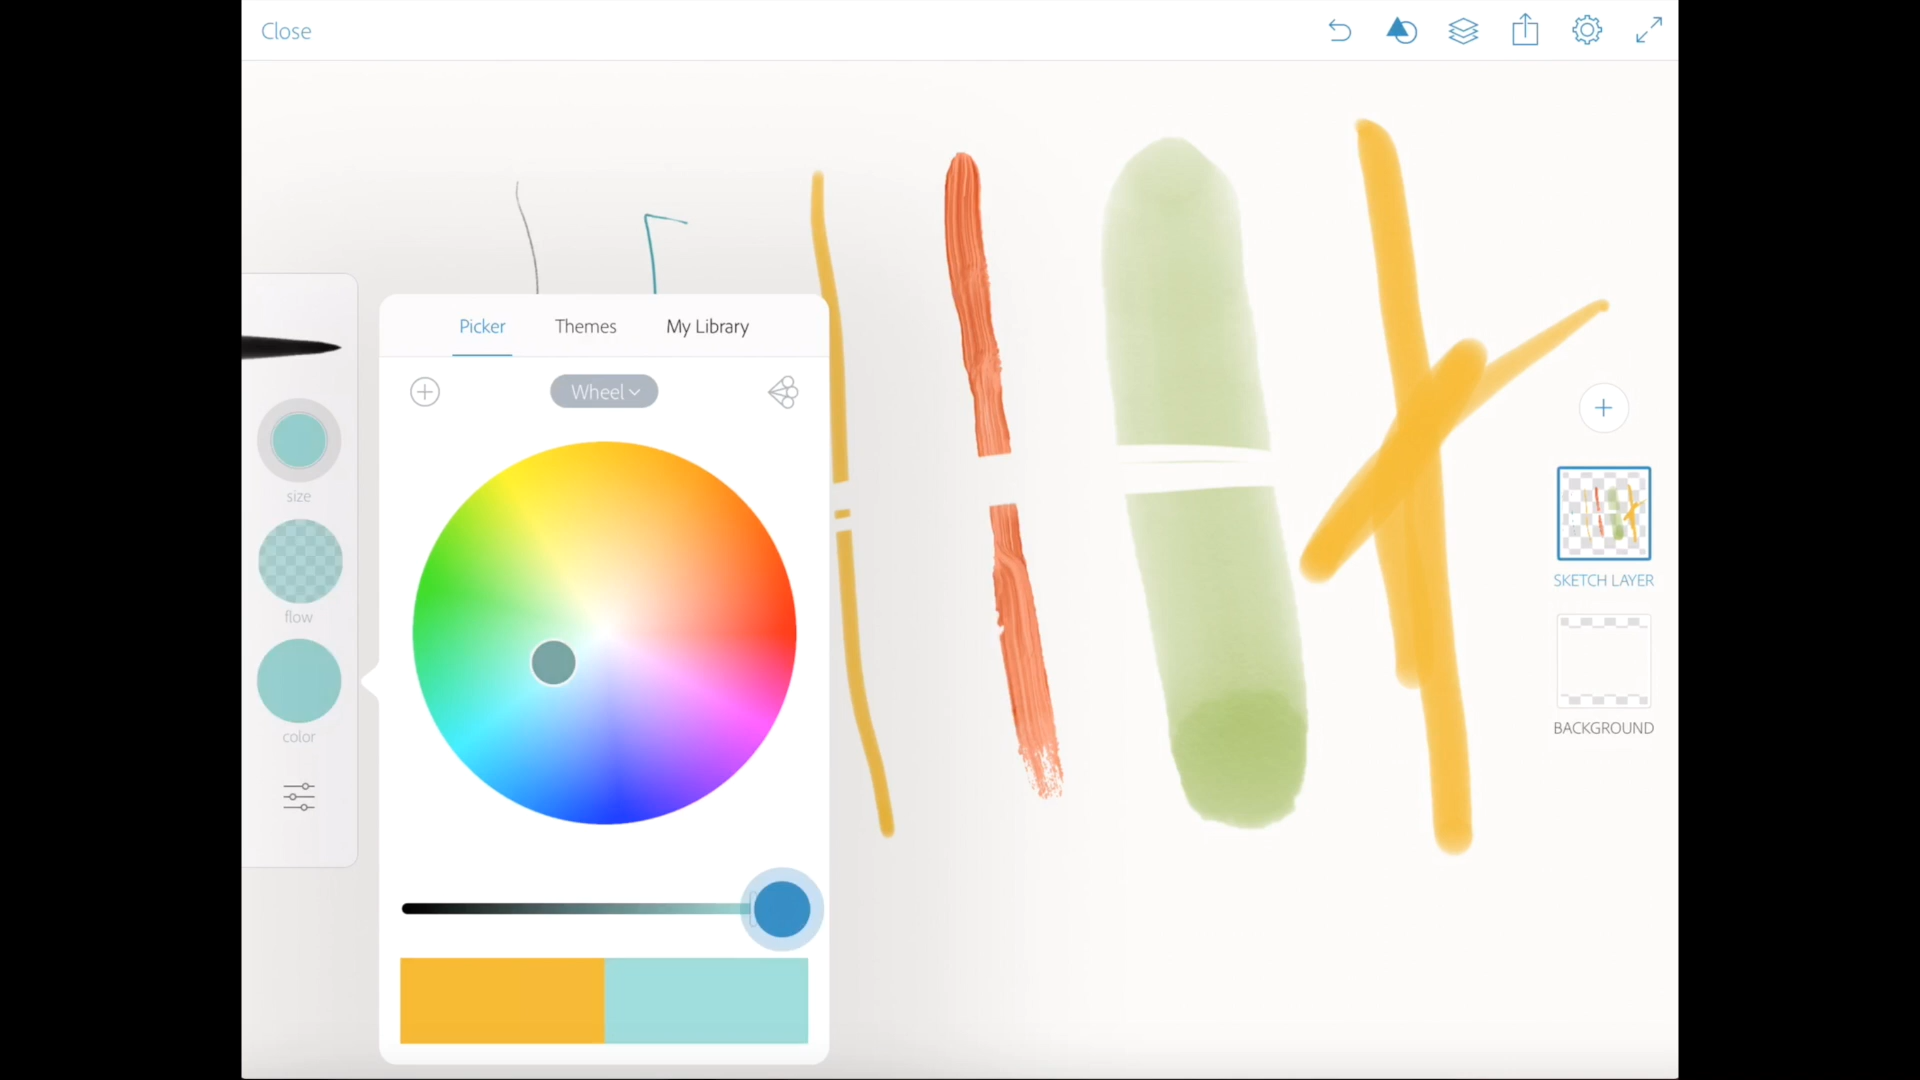 Close
Picker
Themes
My Library
Wheel
size
flow
color
SKETCH LAYER
BACKGROUND